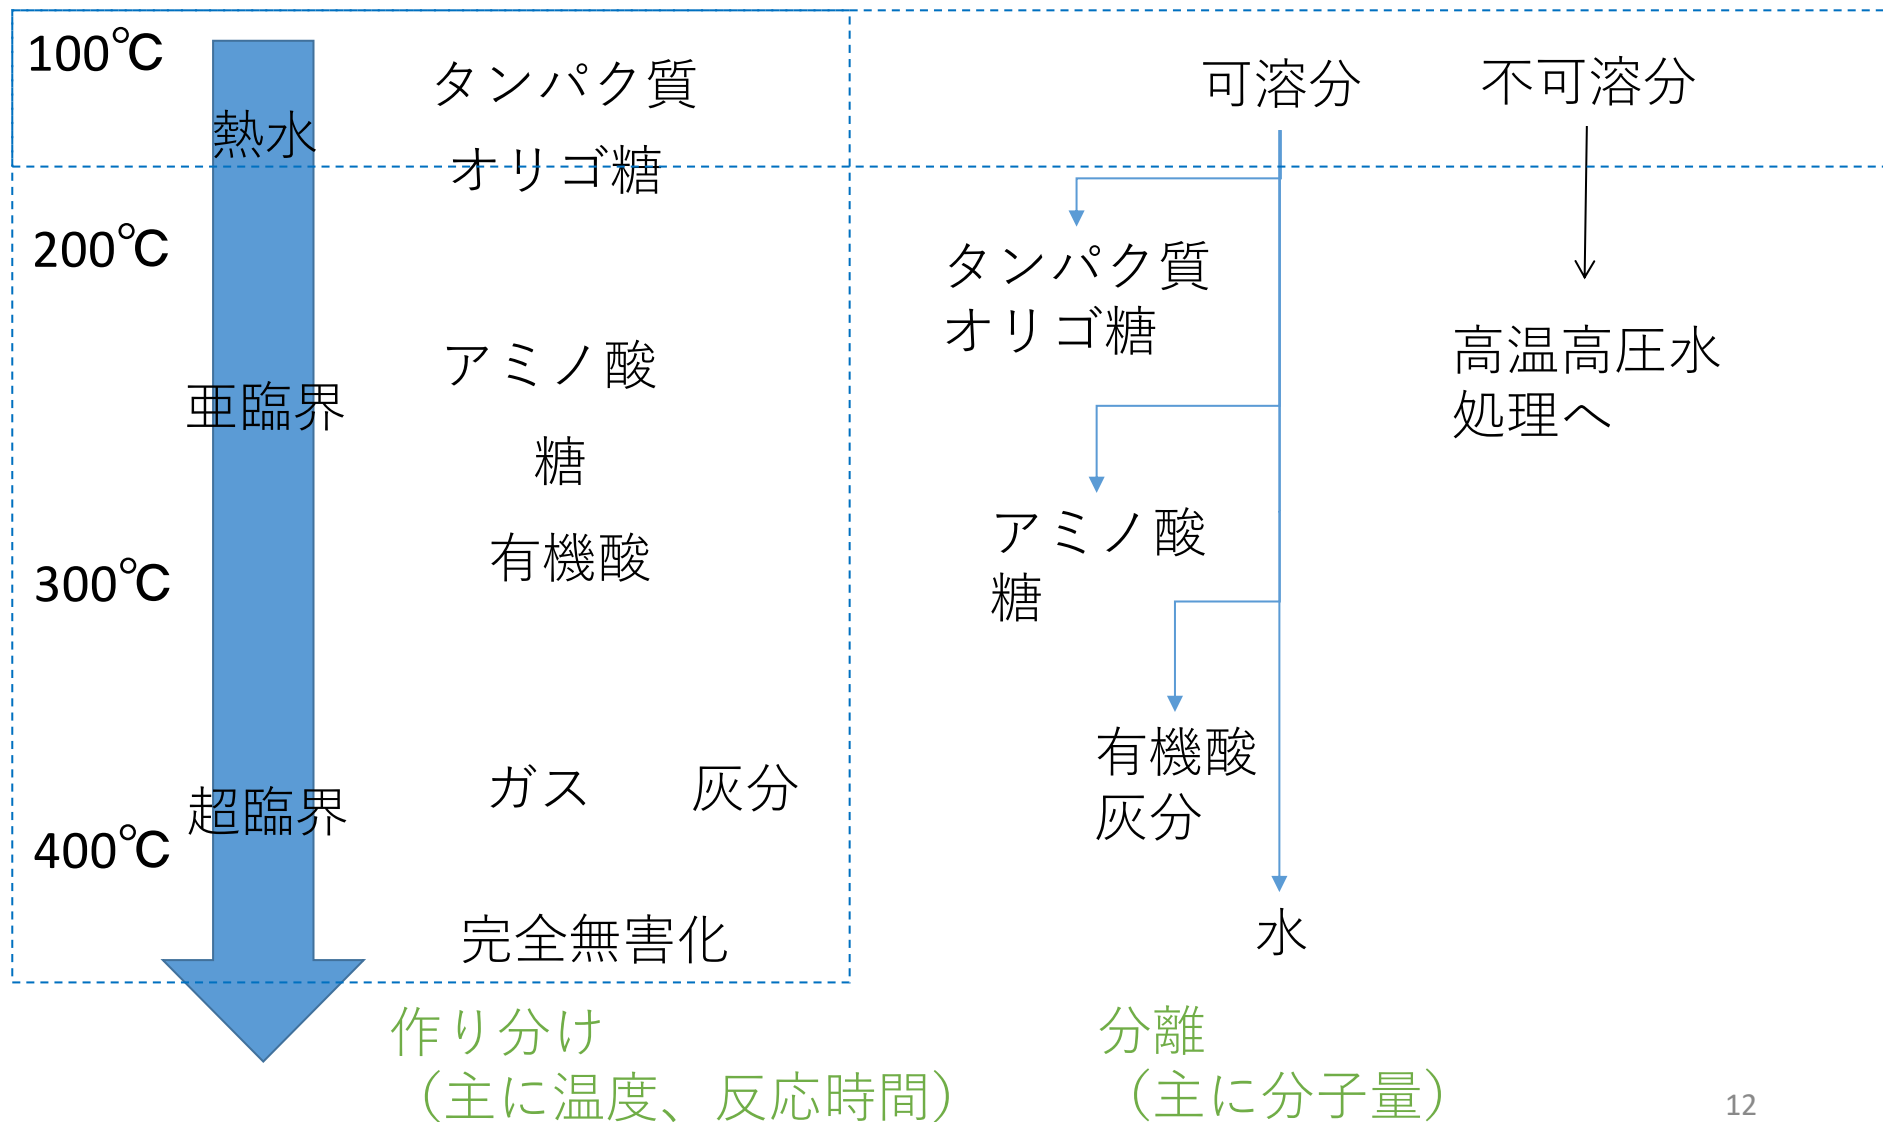 100℃
熱水
200℃
亜臨界
300℃
超臨界
400℃
タンパク質
オリゴ糖
アミノ酸
糖
有機酸
ガス　　灰分
完全無害化
作り分け
（主に温度、反応時間）
可溶分
不可溶分
タンパク質
オリゴ糖
アミノ酸
糖
有機酸
灰分
水
高温高圧水
処理へ
分離
（主に分子量）
12